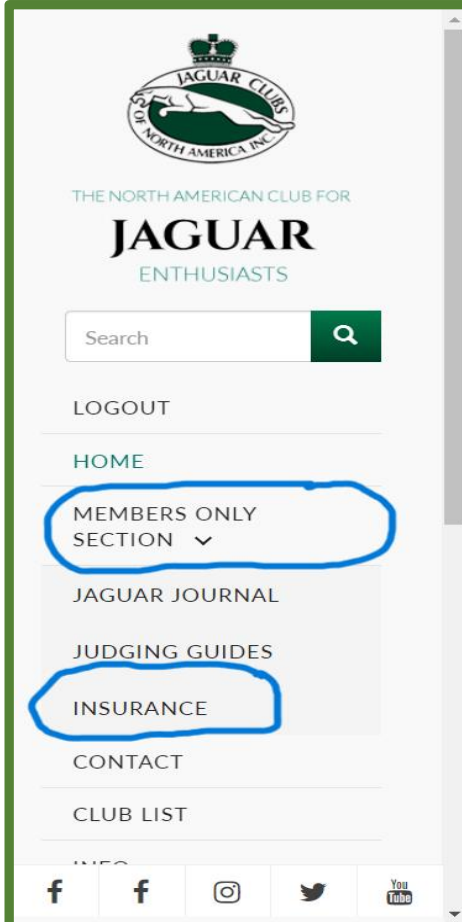 JAGUAR CLUBS
OF NORTH AMERICA INC.
THE NORTH AMERICAN CLUB FOR
JAGUAR
ENTHUSIASTS
Search
LOGOUT
HOME
MEMBERS ONLY
SECTION
JAGUAR JOURNAL
JUDGING GUIDES
INSURANCE
CONTACT
CLUB LIST
INFO
You
Tube